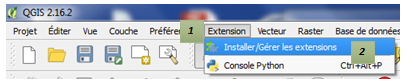 QGIS 2.16.2
Projet Éditer Vue Couche Préfére 1 Extension Vecteur Raster Base de données
Installer/Gérer les extensions 2
Console Python Ctrl+Alt+P